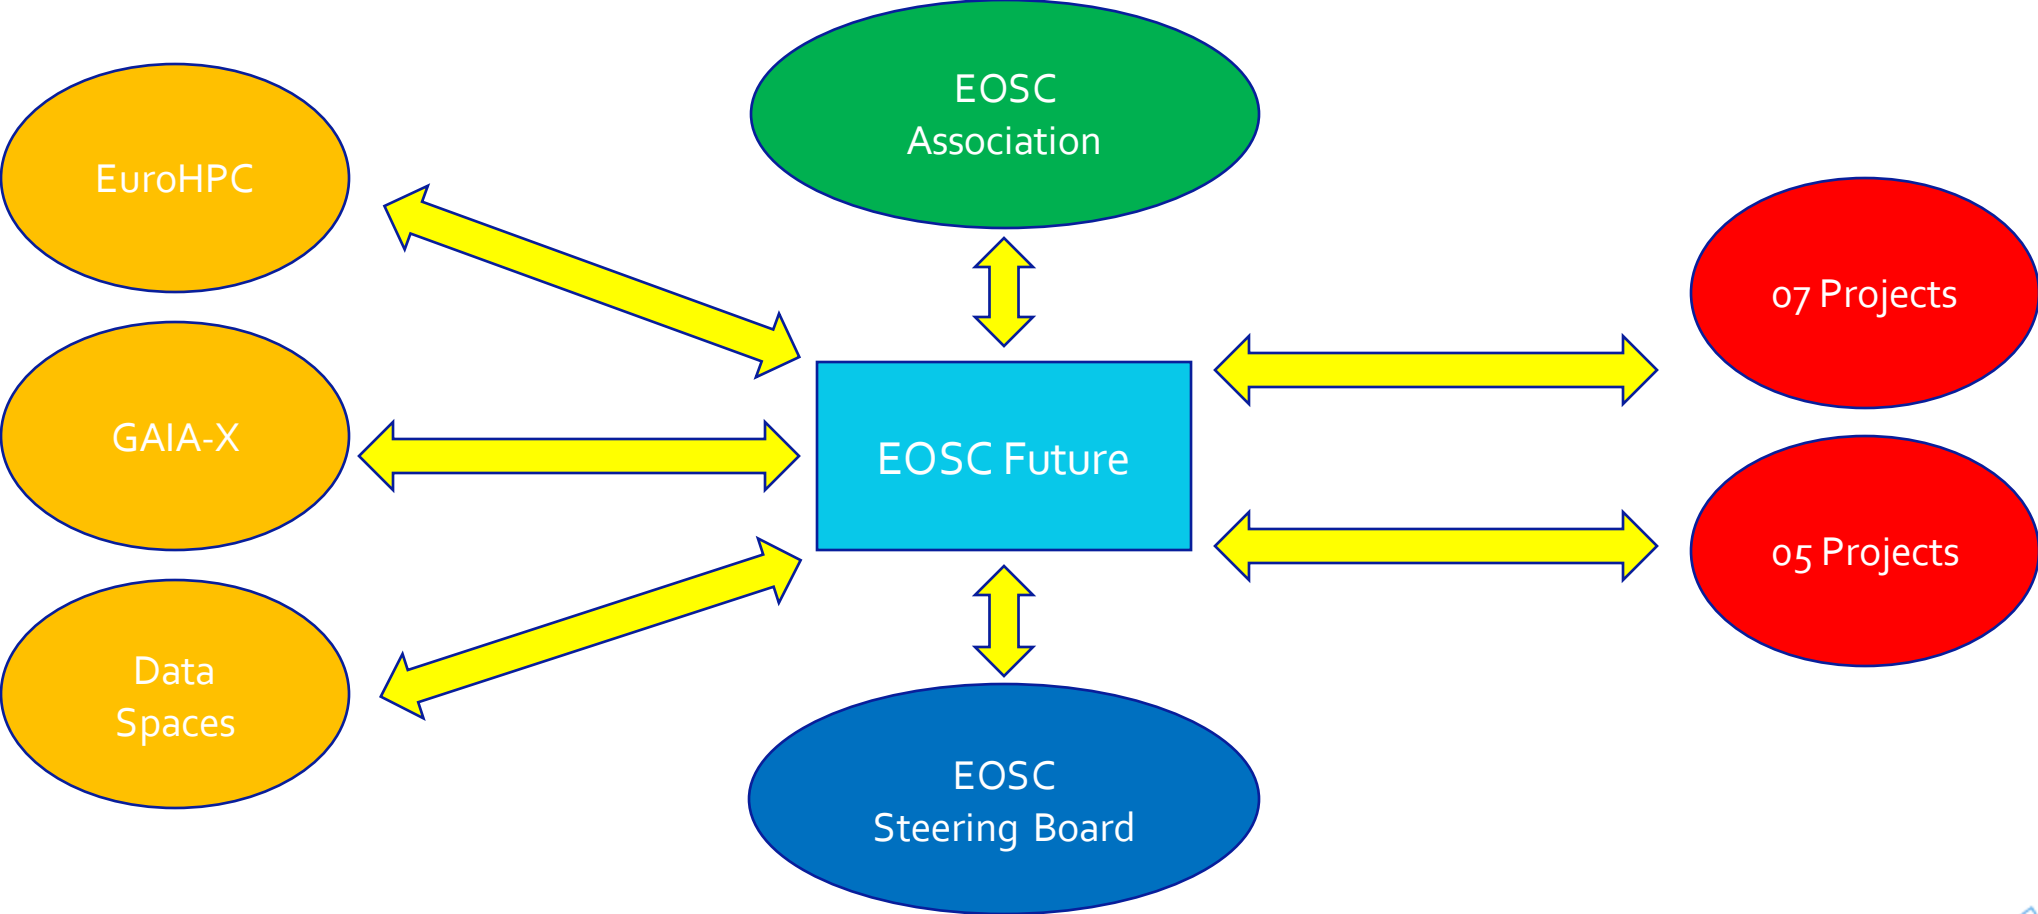 EOSC
Association
EuroHPC
07 Projects
GAIA-X
EOSC Future
05 Projects
Data
Spaces
EOSC
Steering Board